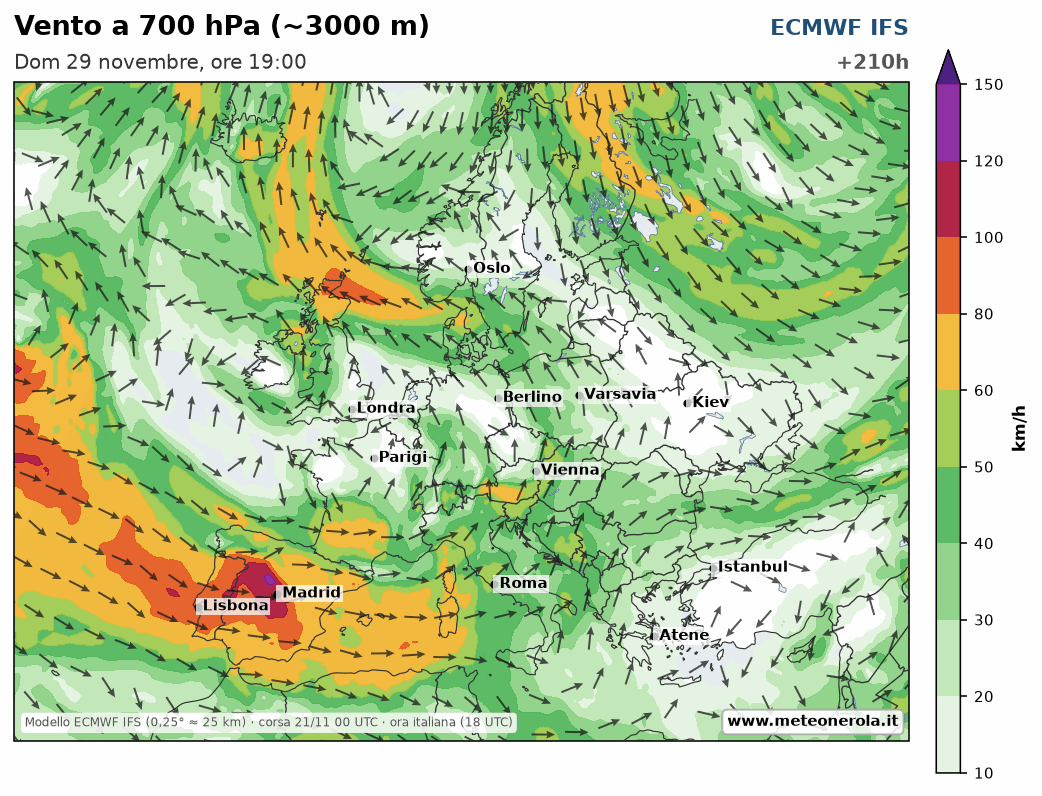 Vento a 700 hPa (~3000 m)
ECMWF IFS
Dom 29 novembre, ore 19:00
+210h
150
120
100
80
60
50
40
30
20
10
km/h
Oslo
Berlino
Varsavia
Kiev
Londra
Parigi
Vienna
Istanbul
Roma
Madrid
Lisbona
Atene
Modello ECMWF IFS (0,25° ≈ 25 km) · corsa 21/11 00 UTC · ora italiana (18 UTC)
www.meteonerola.it